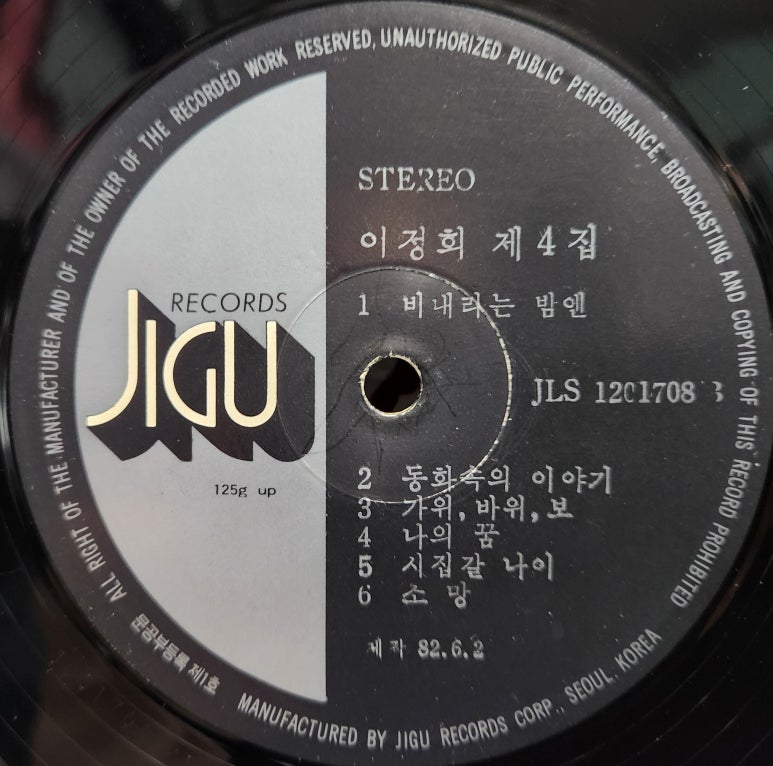 ALL RIGHT OF THE MANUFACTURER AND OF THE OWNER OF THE RECORDED WORK RESERVED, UNAUTHORIZED PUBLIC PERFORMANCE, BROADCASTING AND COPYING OF THIS RECORD PROHIBITED
STEREO
이정희 제4집
1 비내리는 밤엔
RECORDS
JIGU
JLS 1201708
125g up
2 동화속의 이야기
3 가위,바위,보
4 나의 꿈
5 시집갈 나이
6 소망
제작 82.6.2
문공부등록 제1호
MANUFACTURED BY JIGU RECORDS CORP., SEOUL KOREA